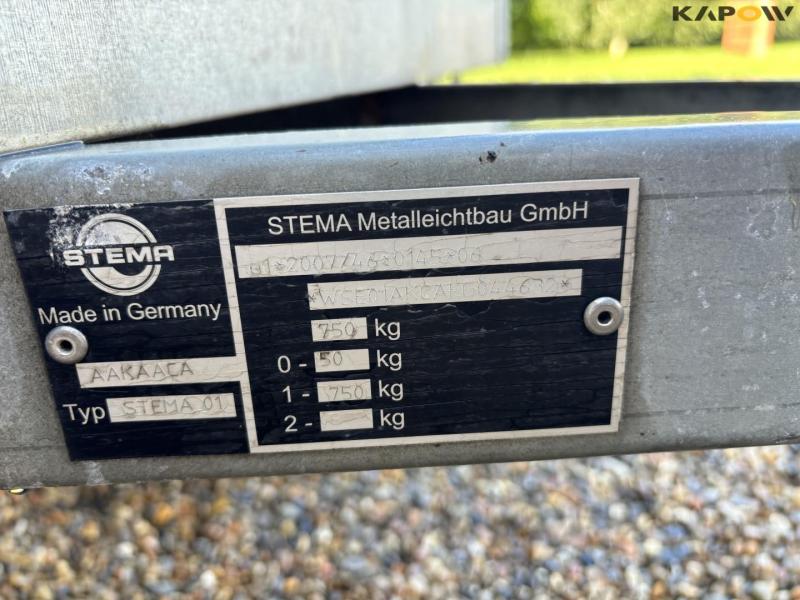 KAPOW
STEMA
Made in Germany
AAKAACA
Typ STEMA 01
STEMA Metalleichtbau GmbH
750 kg
0 - 50 kg
1 - 750 kg
2 - - kg